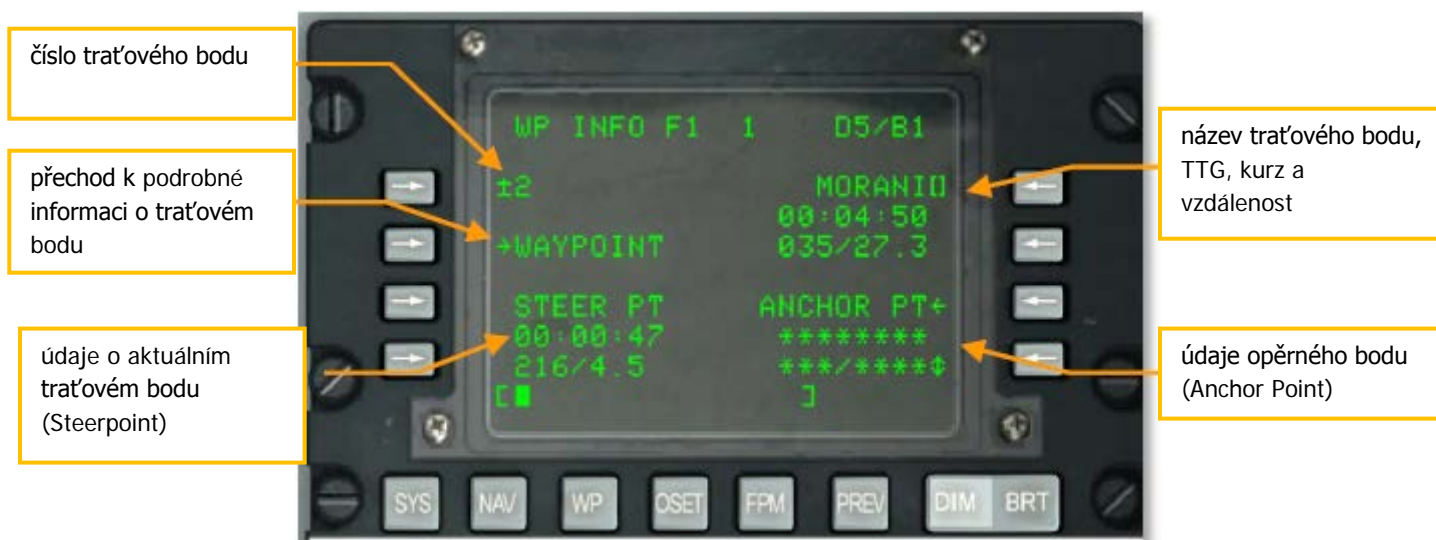 číslo traťového bodu
přechod k podrobné
informaci o traťovém
bodu
údaje o aktuálním
traťovém bodu
(Steerpoint)
WP INFO F1 1 D5/B1
±2 MORANI[]
00:04:50
→WAYPOINT 035/27.3
STEER PT ANCHOR PT←
00:00:47 ********
216/4.5 ***/****↕
[ ]
SYS NAV WP OSET FPM PREV DIM BRT
název traťového bodu,
TTG, kurz a
vzdálenost
údaje opěrného bodu
(Anchor Point)